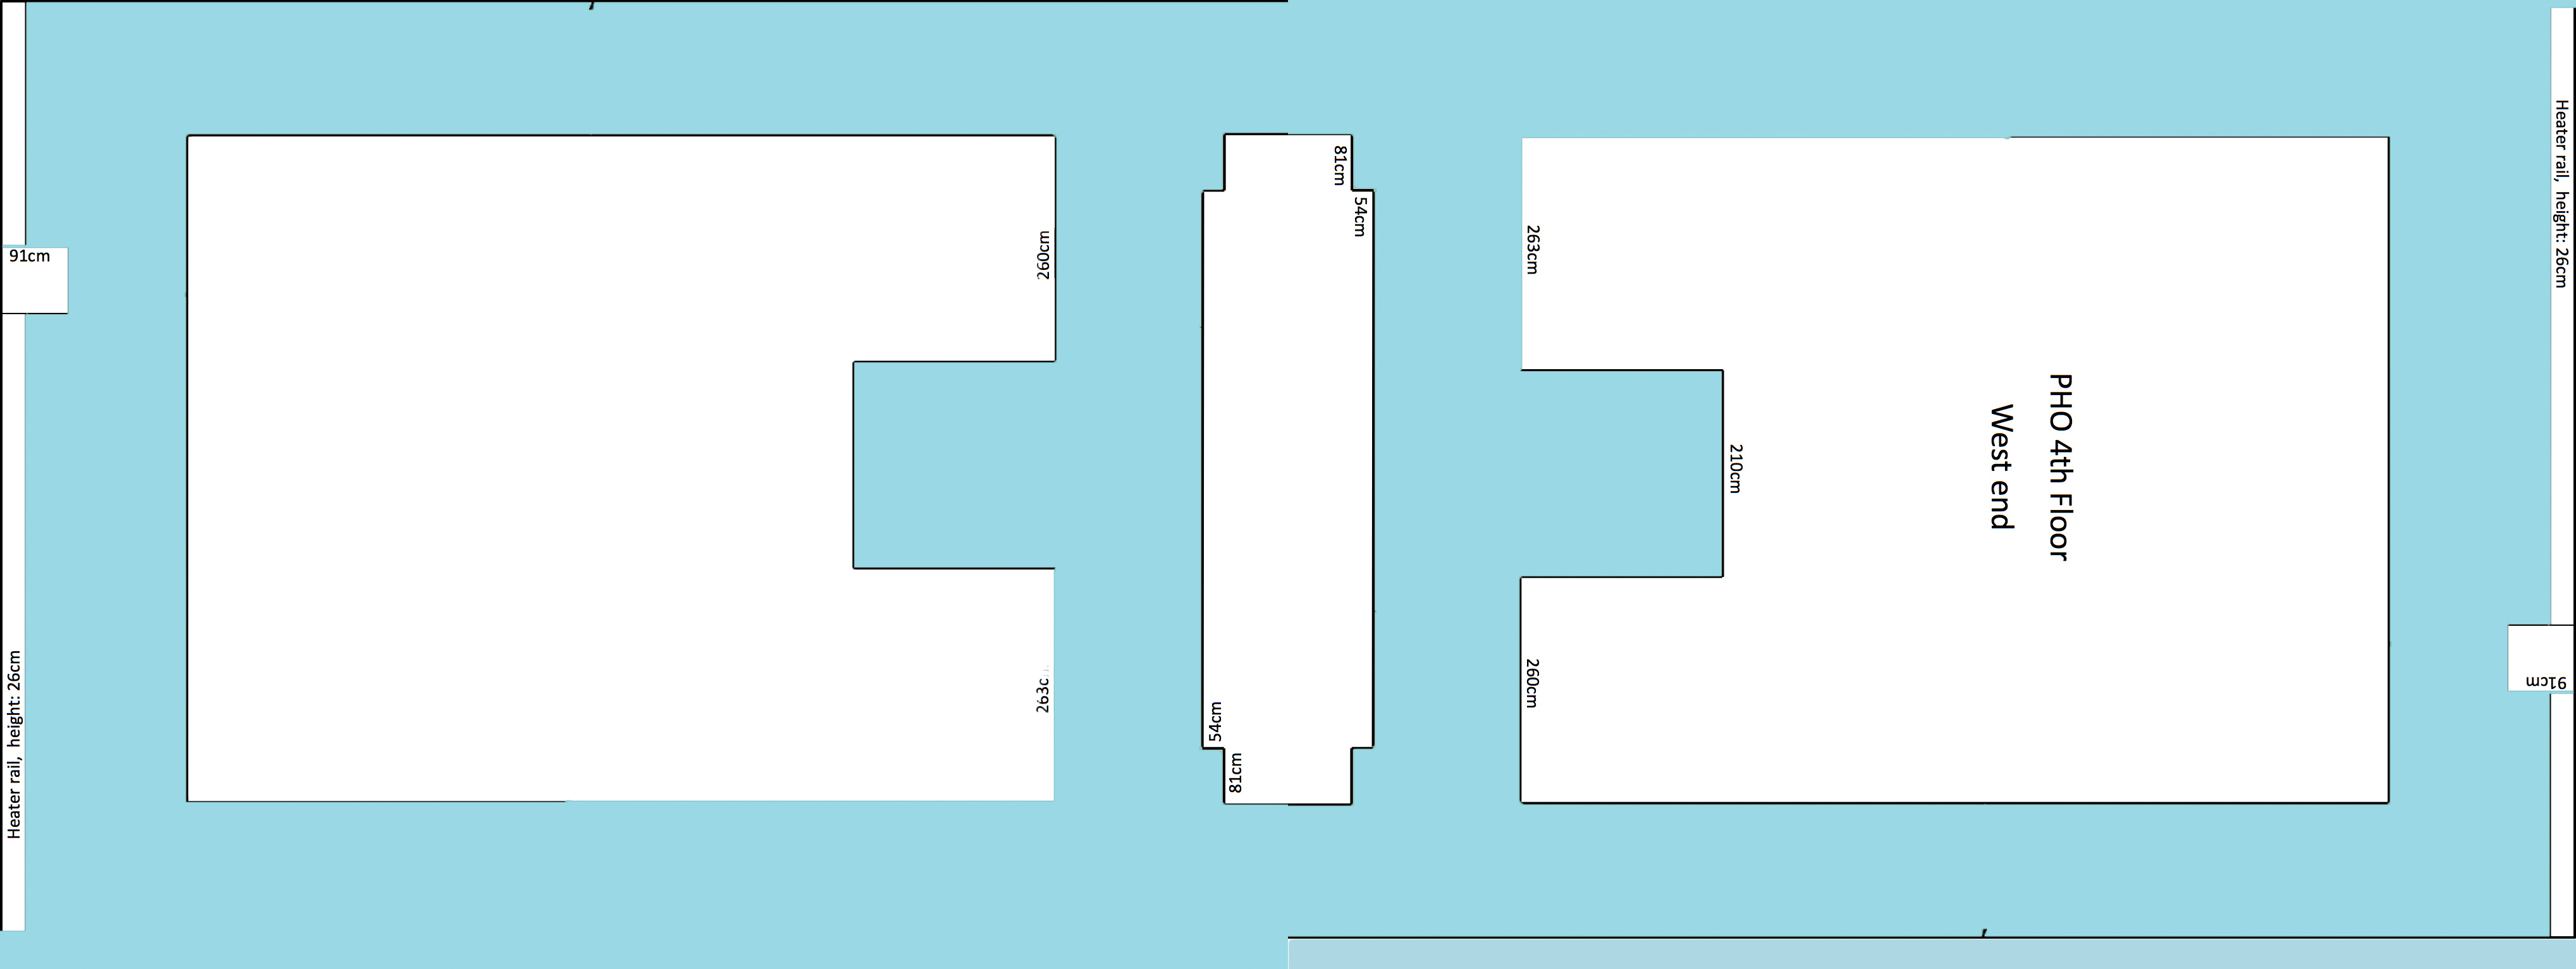 91cm
Heater rail, height: 26cm
260cm
263c
81cm
54cm
54cm
81cm
263cm
210cm
260cm
PHO 4th Floor
West end
Heater rail, height: 26cm
91cm